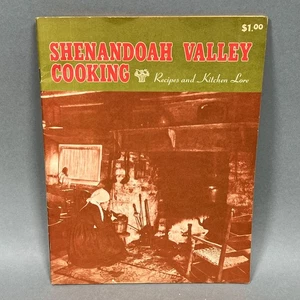 $1.00
SHENANDOAH VALLEY
COOKING
Recipes and Kitchen Lore